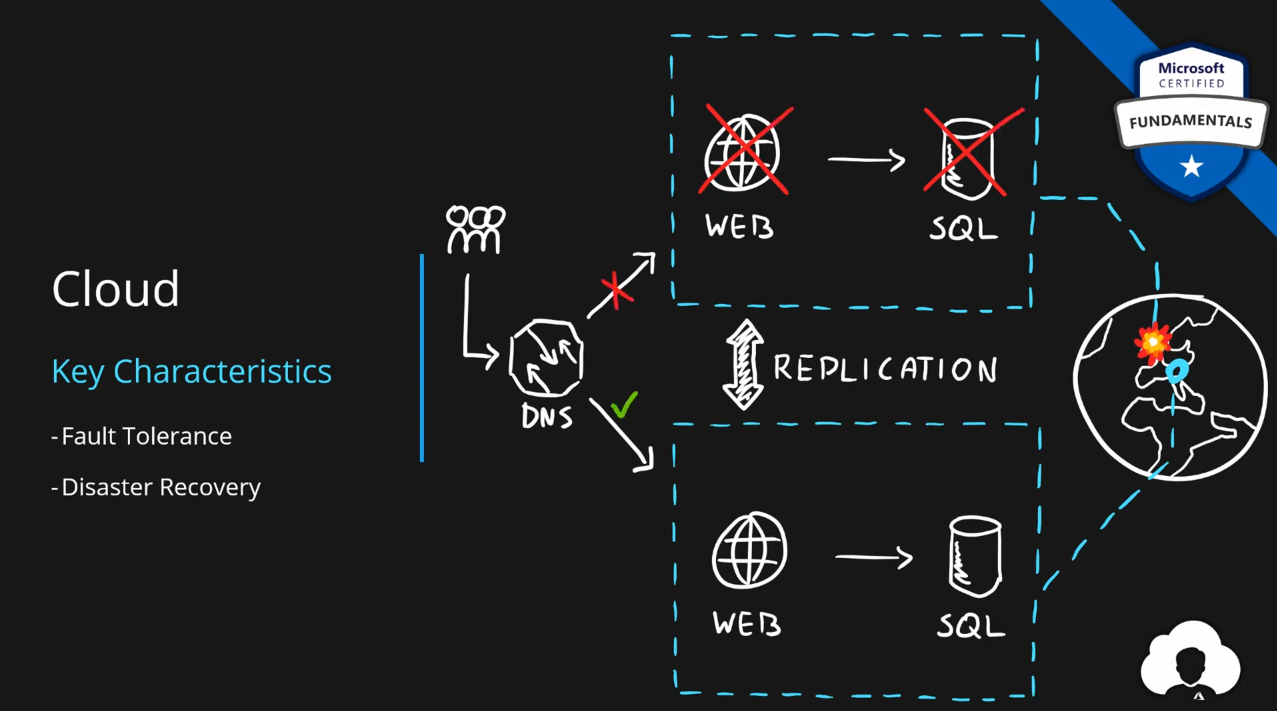 Microsoft
CERTIFIED
FUNDAMENTALS
WEB
SQL
Cloud
Key Characteristics
-Fault Tolerance
-Disaster Recovery
DNS
REPLICATION
WEB
SQL